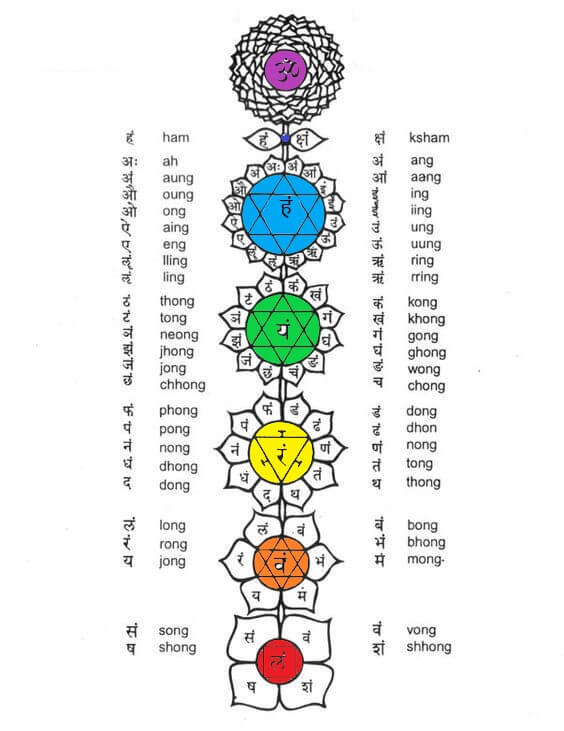 ॐ
हं ham
अः ah
अं aung
औं oung
ओं ong
ऐं aing
एं eng
lling
ling
ठं thong
टं tong
ञं neong
झं jhong
जं jong
छं chhong
फं phong
पं pong
नं nong
धं dhong
द dong
लं long
रं rong
य jong
सं song
ष shong
हं क्षं
अः अं आं
हं
ठं कं
टं खं
ञं गं
झं घं
जं ङं
छं चं
यं
फं डं
पं ढं
नं णं
धं तं
द थ
रं
लं बं
रं भं
य मं
वं
सं वं
ष शं
लं
क्षं ksham
अं ang
आं aang
ing
iing
उं ung
ऊं uung
ऋं ring
ॠं rring
कं kong
खं khong
गं gong
घं ghong
ङं wong
च chong
डं dong
ढं dhon
णं nong
तं tong
थ thong
बं bong
भं bhong
मं mong
वं vong
शं shhong